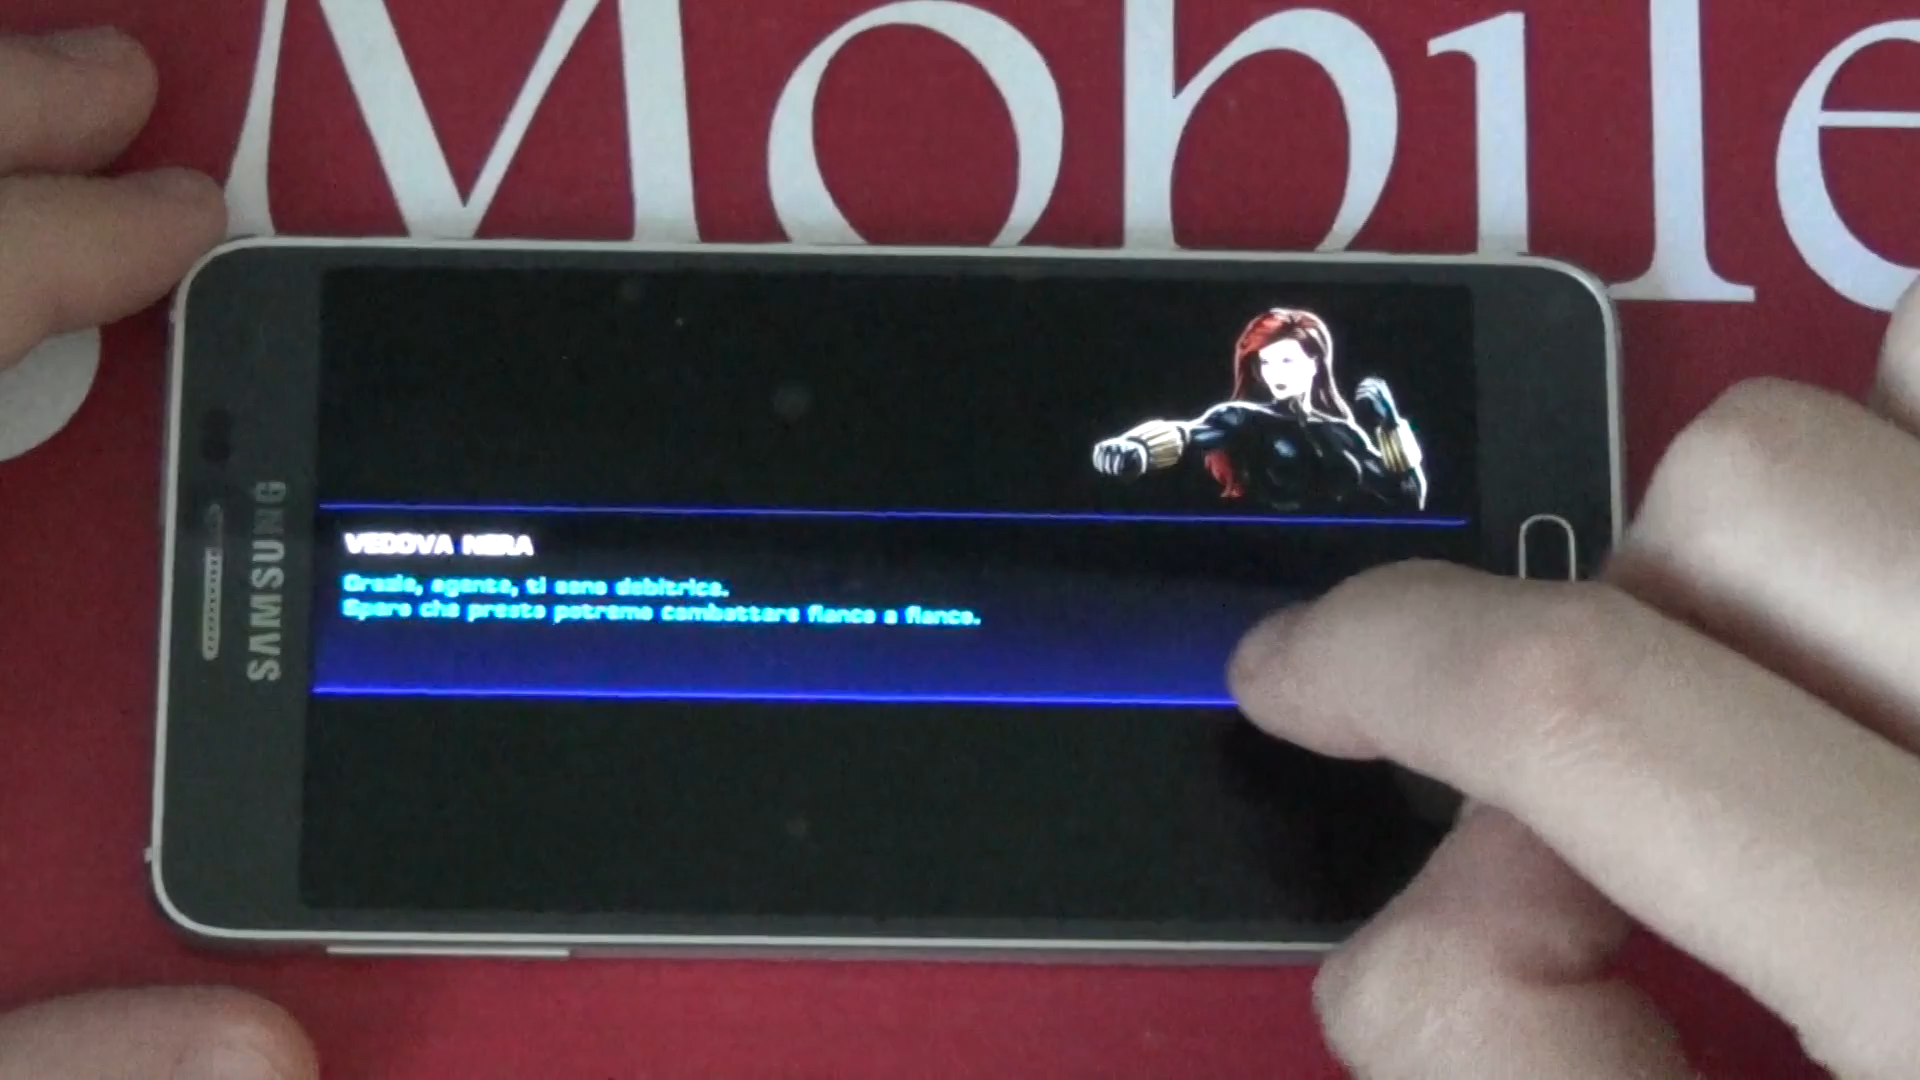 Mobile
SAMSUNG
VEDOVA NERA
Grazie, agente, ti sono debitrice.
Spero che presto potremo combattere fianco a fianco.